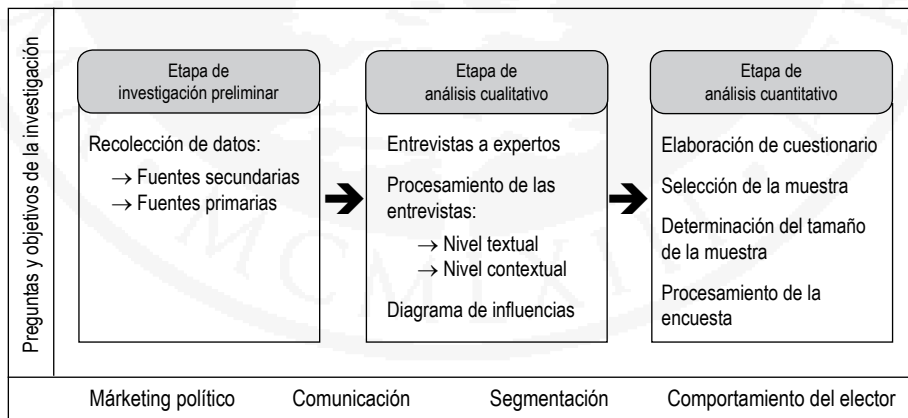 Preguntas y objetivos de la investigación
Etapa de
investigación preliminar
Recolección de datos:
→ Fuentes secundarias
→ Fuentes primarias
Etapa de
análisis cualitativo
Entrevistas a expertos
Procesamiento de las
entrevistas:
→ Nivel textual
→ Nivel contextual
Diagrama de influencias
Etapa de
análisis cuantitativo
Elaboración de cuestionario
Selección de la muestra
Determinación del tamaño
de la muestra
Procesamiento de la
encuesta
Márketing político Comunicación Segmentación Comportamiento del elector